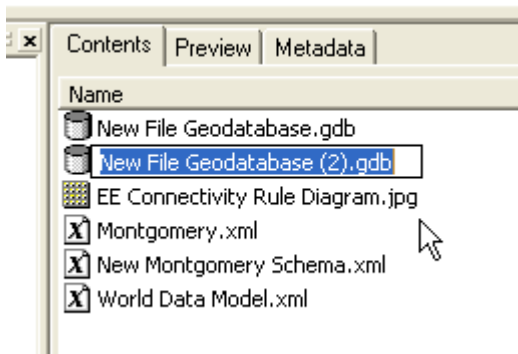 Contents Preview Metadata
Name
New File Geodatabase.gdb
New File Geodatabase (2).gdb
EE Connectivity Rule Diagram.jpg
Montgomery.xml
New Montgomery Schema.xml
World Data Model.xml